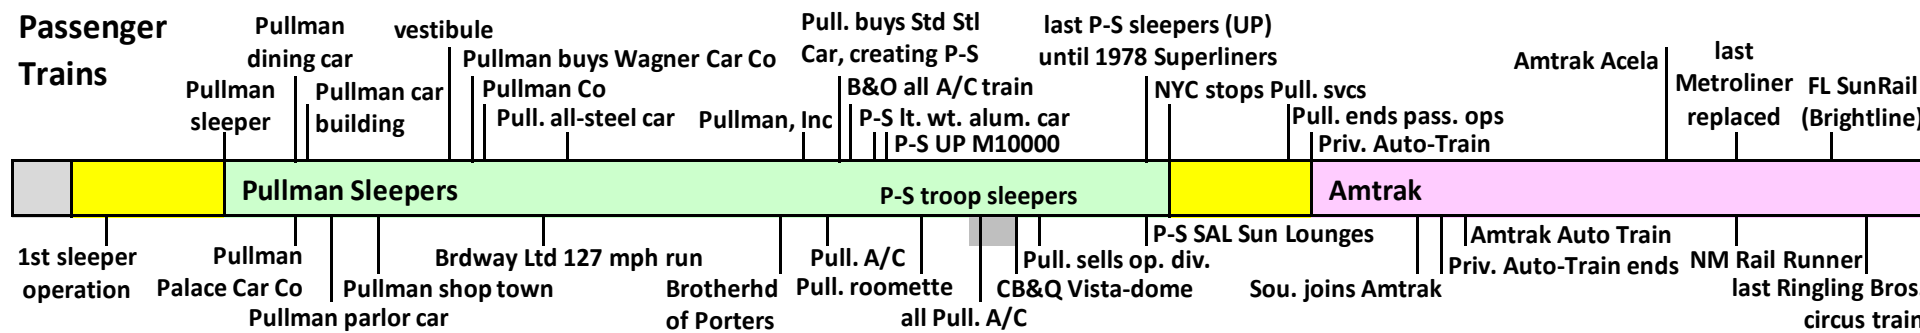 Passenger
Trains
Pullman
dining car
vestibule
Pull. buys Std Stl
Car, creating P-S
last P-S sleepers (UP)
until 1978 Superliners
Pullman
sleeper
Pullman car
building
Pullman buys Wagner Car Co
Pullman Co
Pull. all-steel car
Pullman, Inc
B&O all A/C train
P-S lt. wt. alum. car
P-S UP M10000
NYC stops Pull. svcs
Pull. ends pass. ops
Priv. Auto-Train
Amtrak Acela
last
Metroliner
replaced
FL SunRail
(Brightline)
Pullman Sleepers
P-S troop sleepers
Amtrak
1st sleeper
operation
Pullman
Palace Car Co
Pullman parlor car
Pullman shop town
Brdway Ltd 127 mph run
Brotherhd
of Porters
Pull. A/C
Pull. roomette
all Pull. A/C
CB&Q Vista-dome
Pull. sells op. div.
P-S SAL Sun Lounges
Sou. joins Amtrak
Priv. Auto-Train ends
Amtrak Auto Train
NM Rail Runner
last Ringling Bros.
circus train